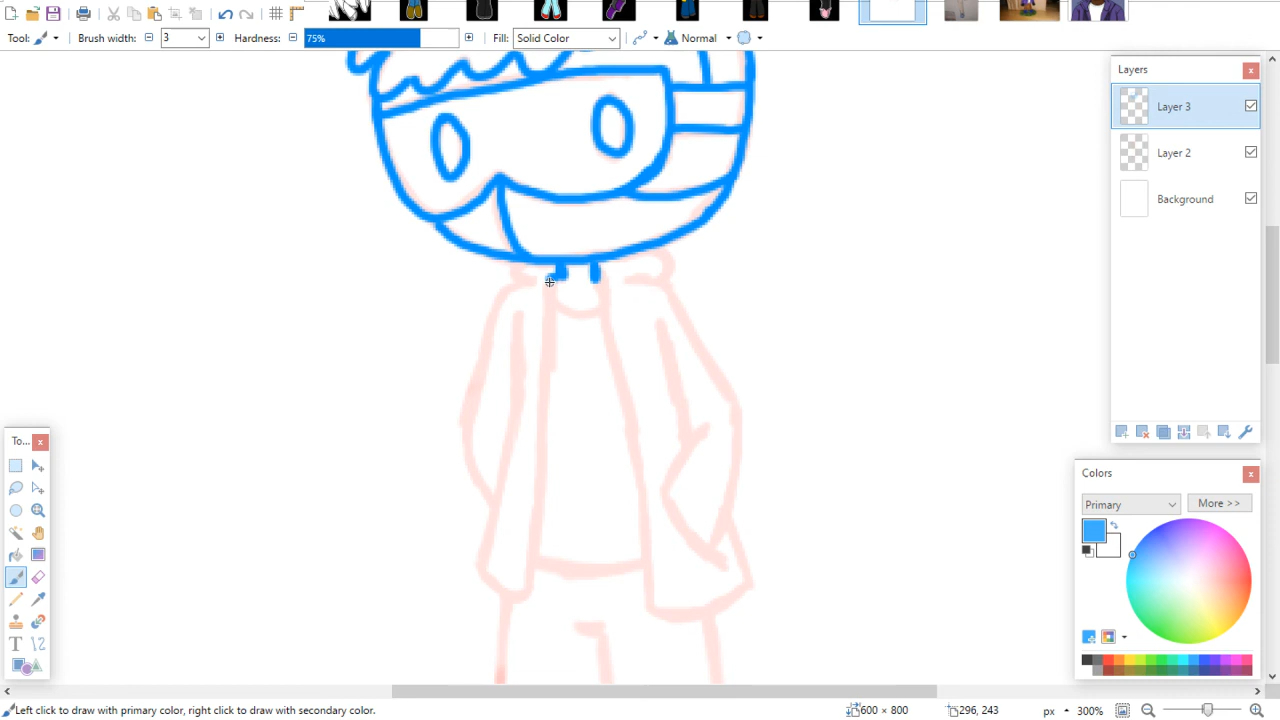 Tool:
Brush width: 3
Hardness: 75%
Fill: Solid Color
Normal
Layers
Layer 3
Layer 2
Background
To...
Colors
Primary
More >>
Left click to draw with primary color, right click to draw with secondary color.
600 × 800
296, 243
px
300%